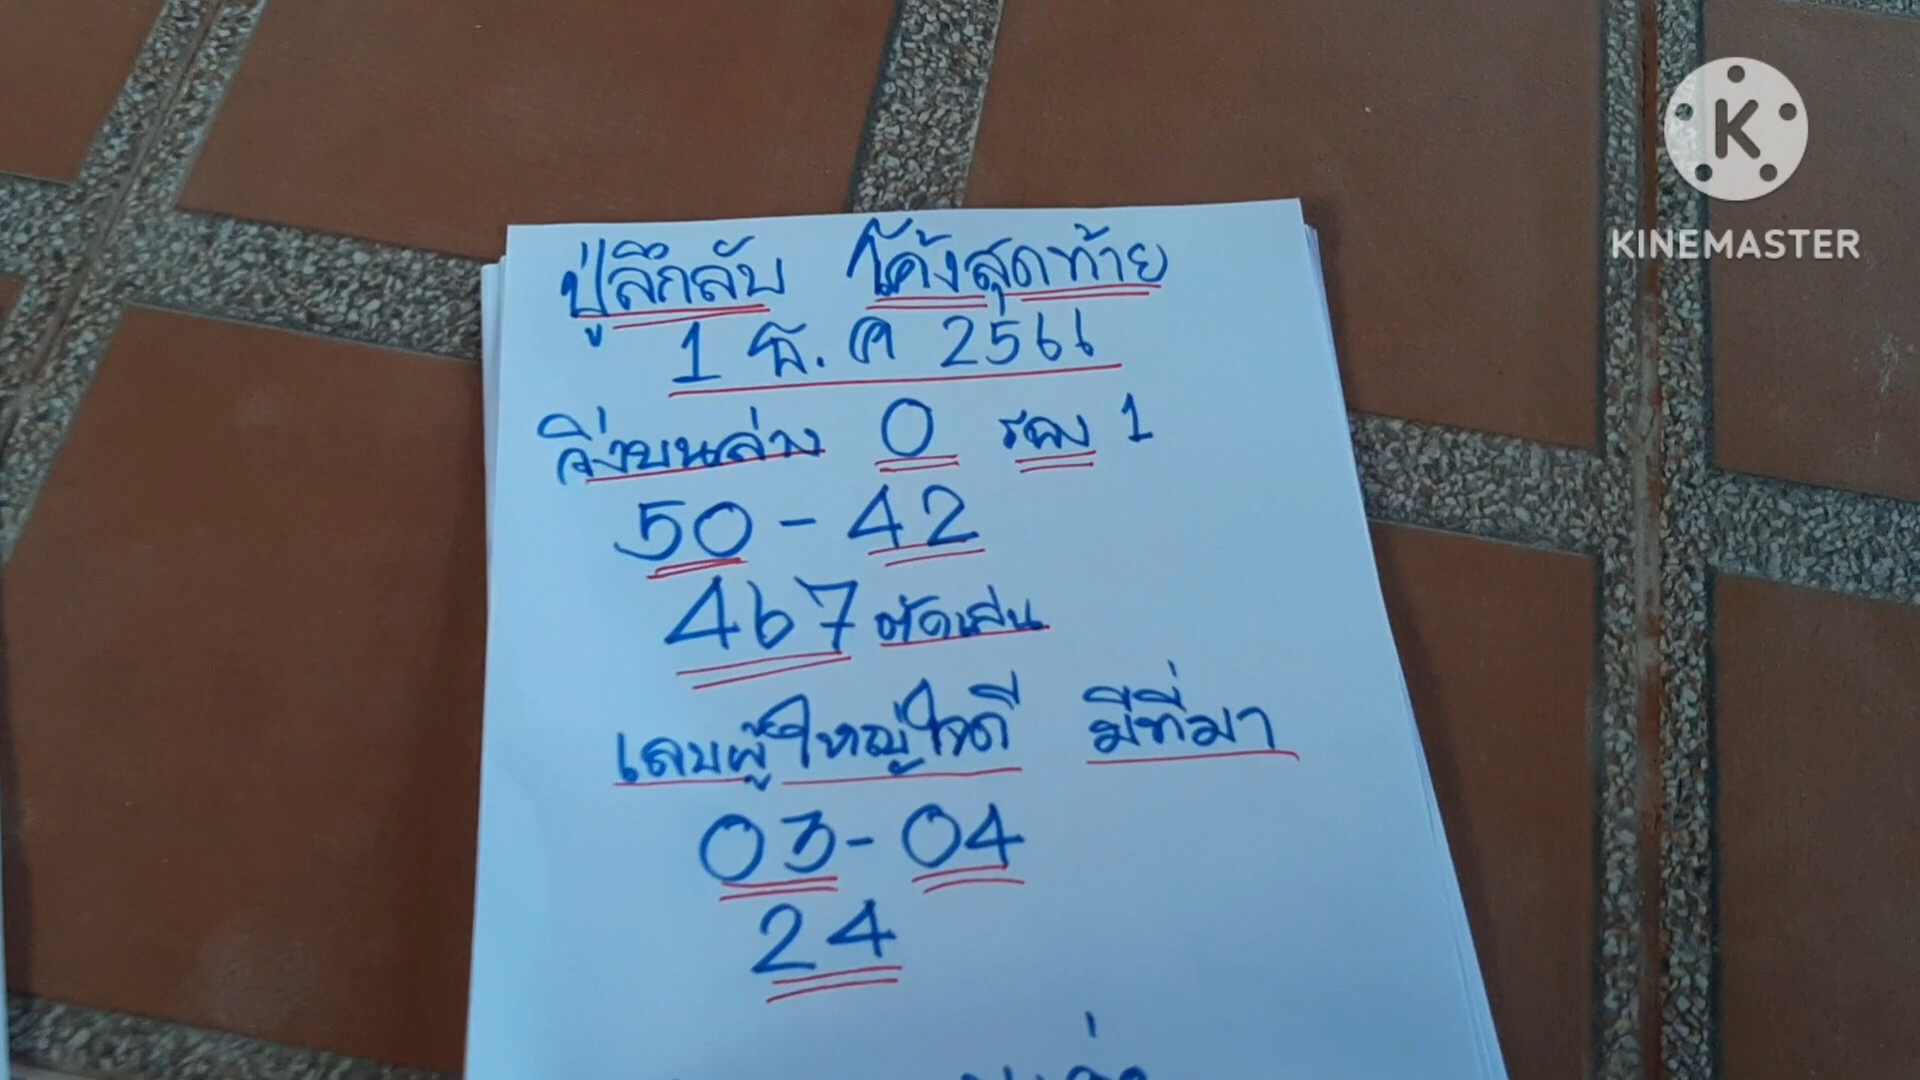 ปู่ลึกลับ โค้งสุดท้าย
1 ธ.ค 2566
วิ่งบนล่าง 0 รอง 1
50-42
467 ตัดเส้น
เลขผู้ใหญ่ใจดี มีที่มา
03-04
24
KINEMASTER